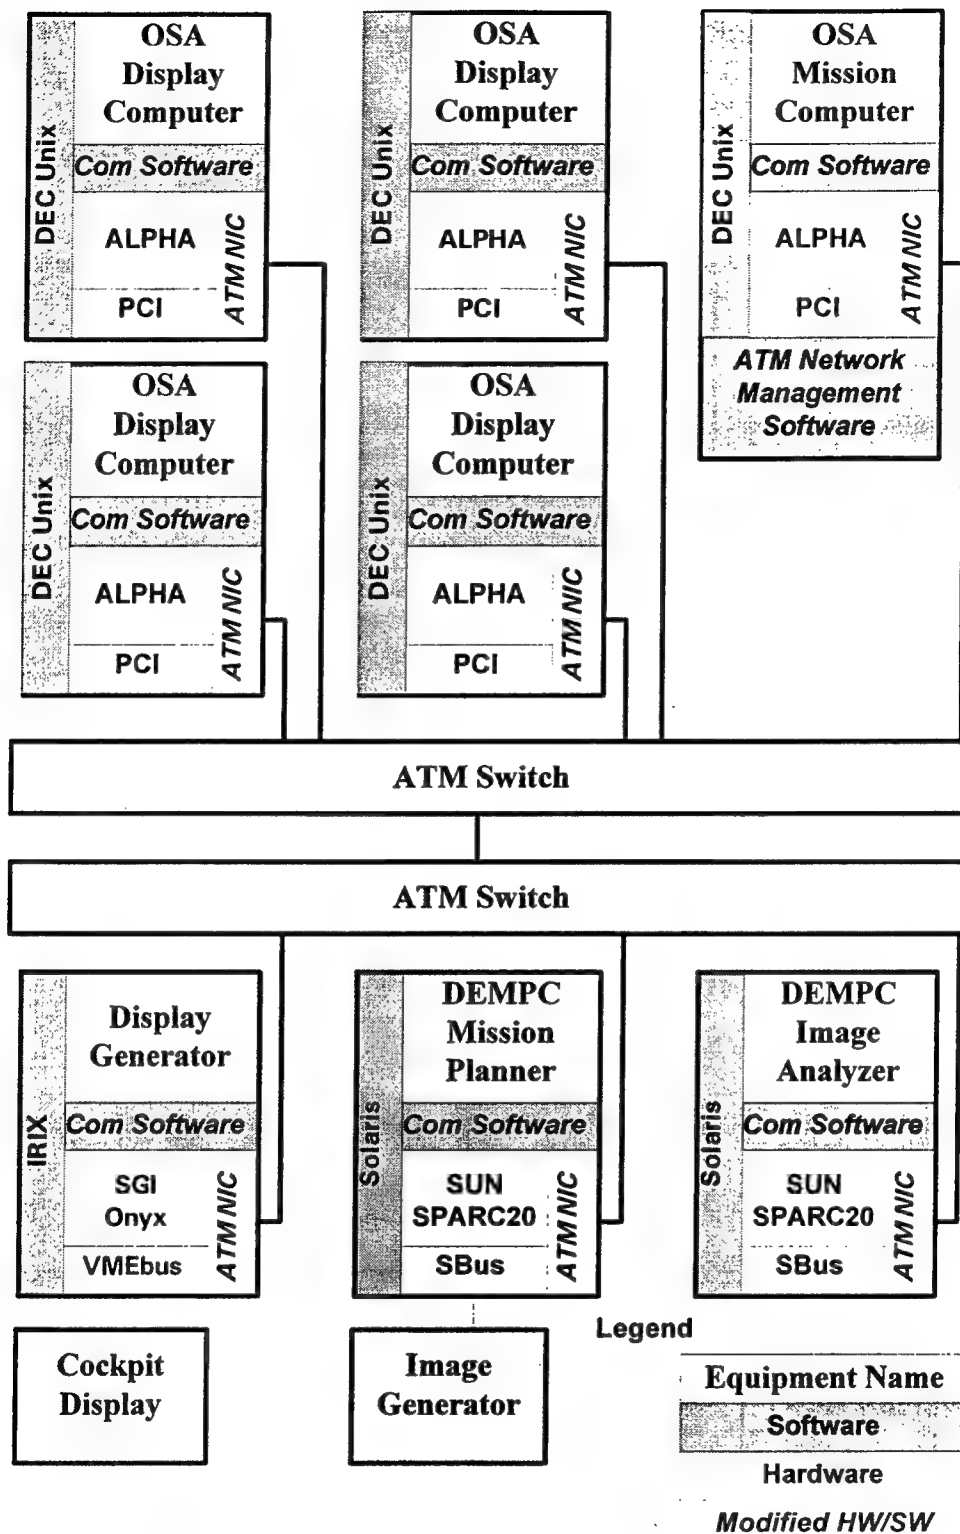 OSA
Display
Computer
DEC Unix
Com Software
ALPHA
PCI
ATM NIC
OSA
Display
Computer
DEC Unix
Com Software
ALPHA
PCI
ATM NIC
OSA
Mission
Computer
DEC Unix
Com Software
ALPHA
PCI
ATM NIC
ATM Network
Management
Software
OSA
Display
Computer
DEC Unix
Com Software
ALPHA
PCI
ATM NIC
OSA
Display
Computer
DEC Unix
Com Software
ALPHA
PCI
ATM NIC
ATM Switch
ATM Switch
Display
Generator
IRIX
Com Software
SGI
Onyx
VMEbus
ATM NIC
DEMPC
Mission
Planner
Solaris
Com Software
SUN
SPARC20
SBus
ATM NIC
DEMPC
Image
Analyzer
Solaris
Com Software
SUN
SPARC20
SBus
ATM NIC
Cockpit
Display
Image
Generator
Legend
Equipment Name
Software
Hardware
Modified HW/SW